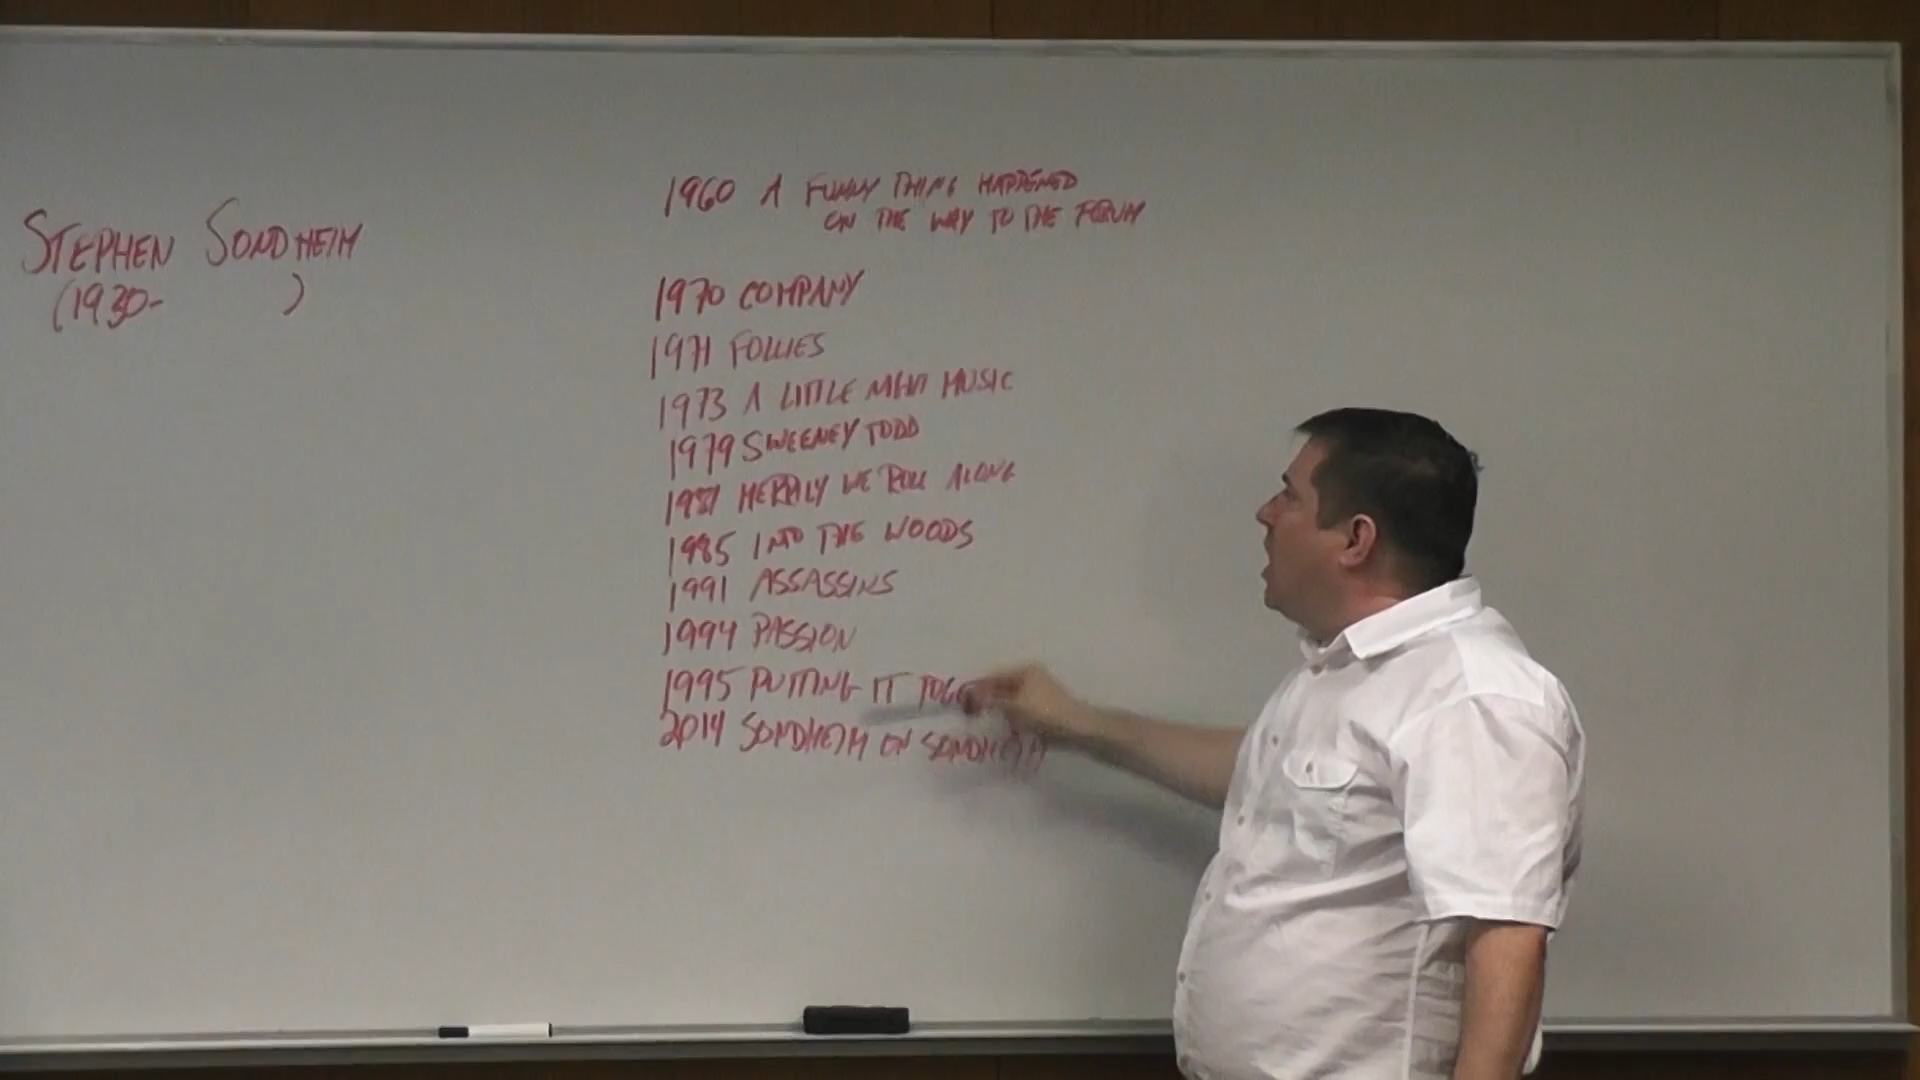 STEPHEN SONDHEIM
(1930- )
1960 A FUNNY THING HAPPENED
ON THE WAY TO THE FORUM
1970 COMPANY
1971 FOLLIES
1973 A LITTLE NIGHT MUSIC
1979 SWEENEY TODD
1981 MERRILY WE ROLL ALONG
1985 INTO THE WOODS
1991 ASSASSINS
1994 PASSION
1995 PUTTING IT TOGE
2014 SONDHEIM ON SONDHEIM